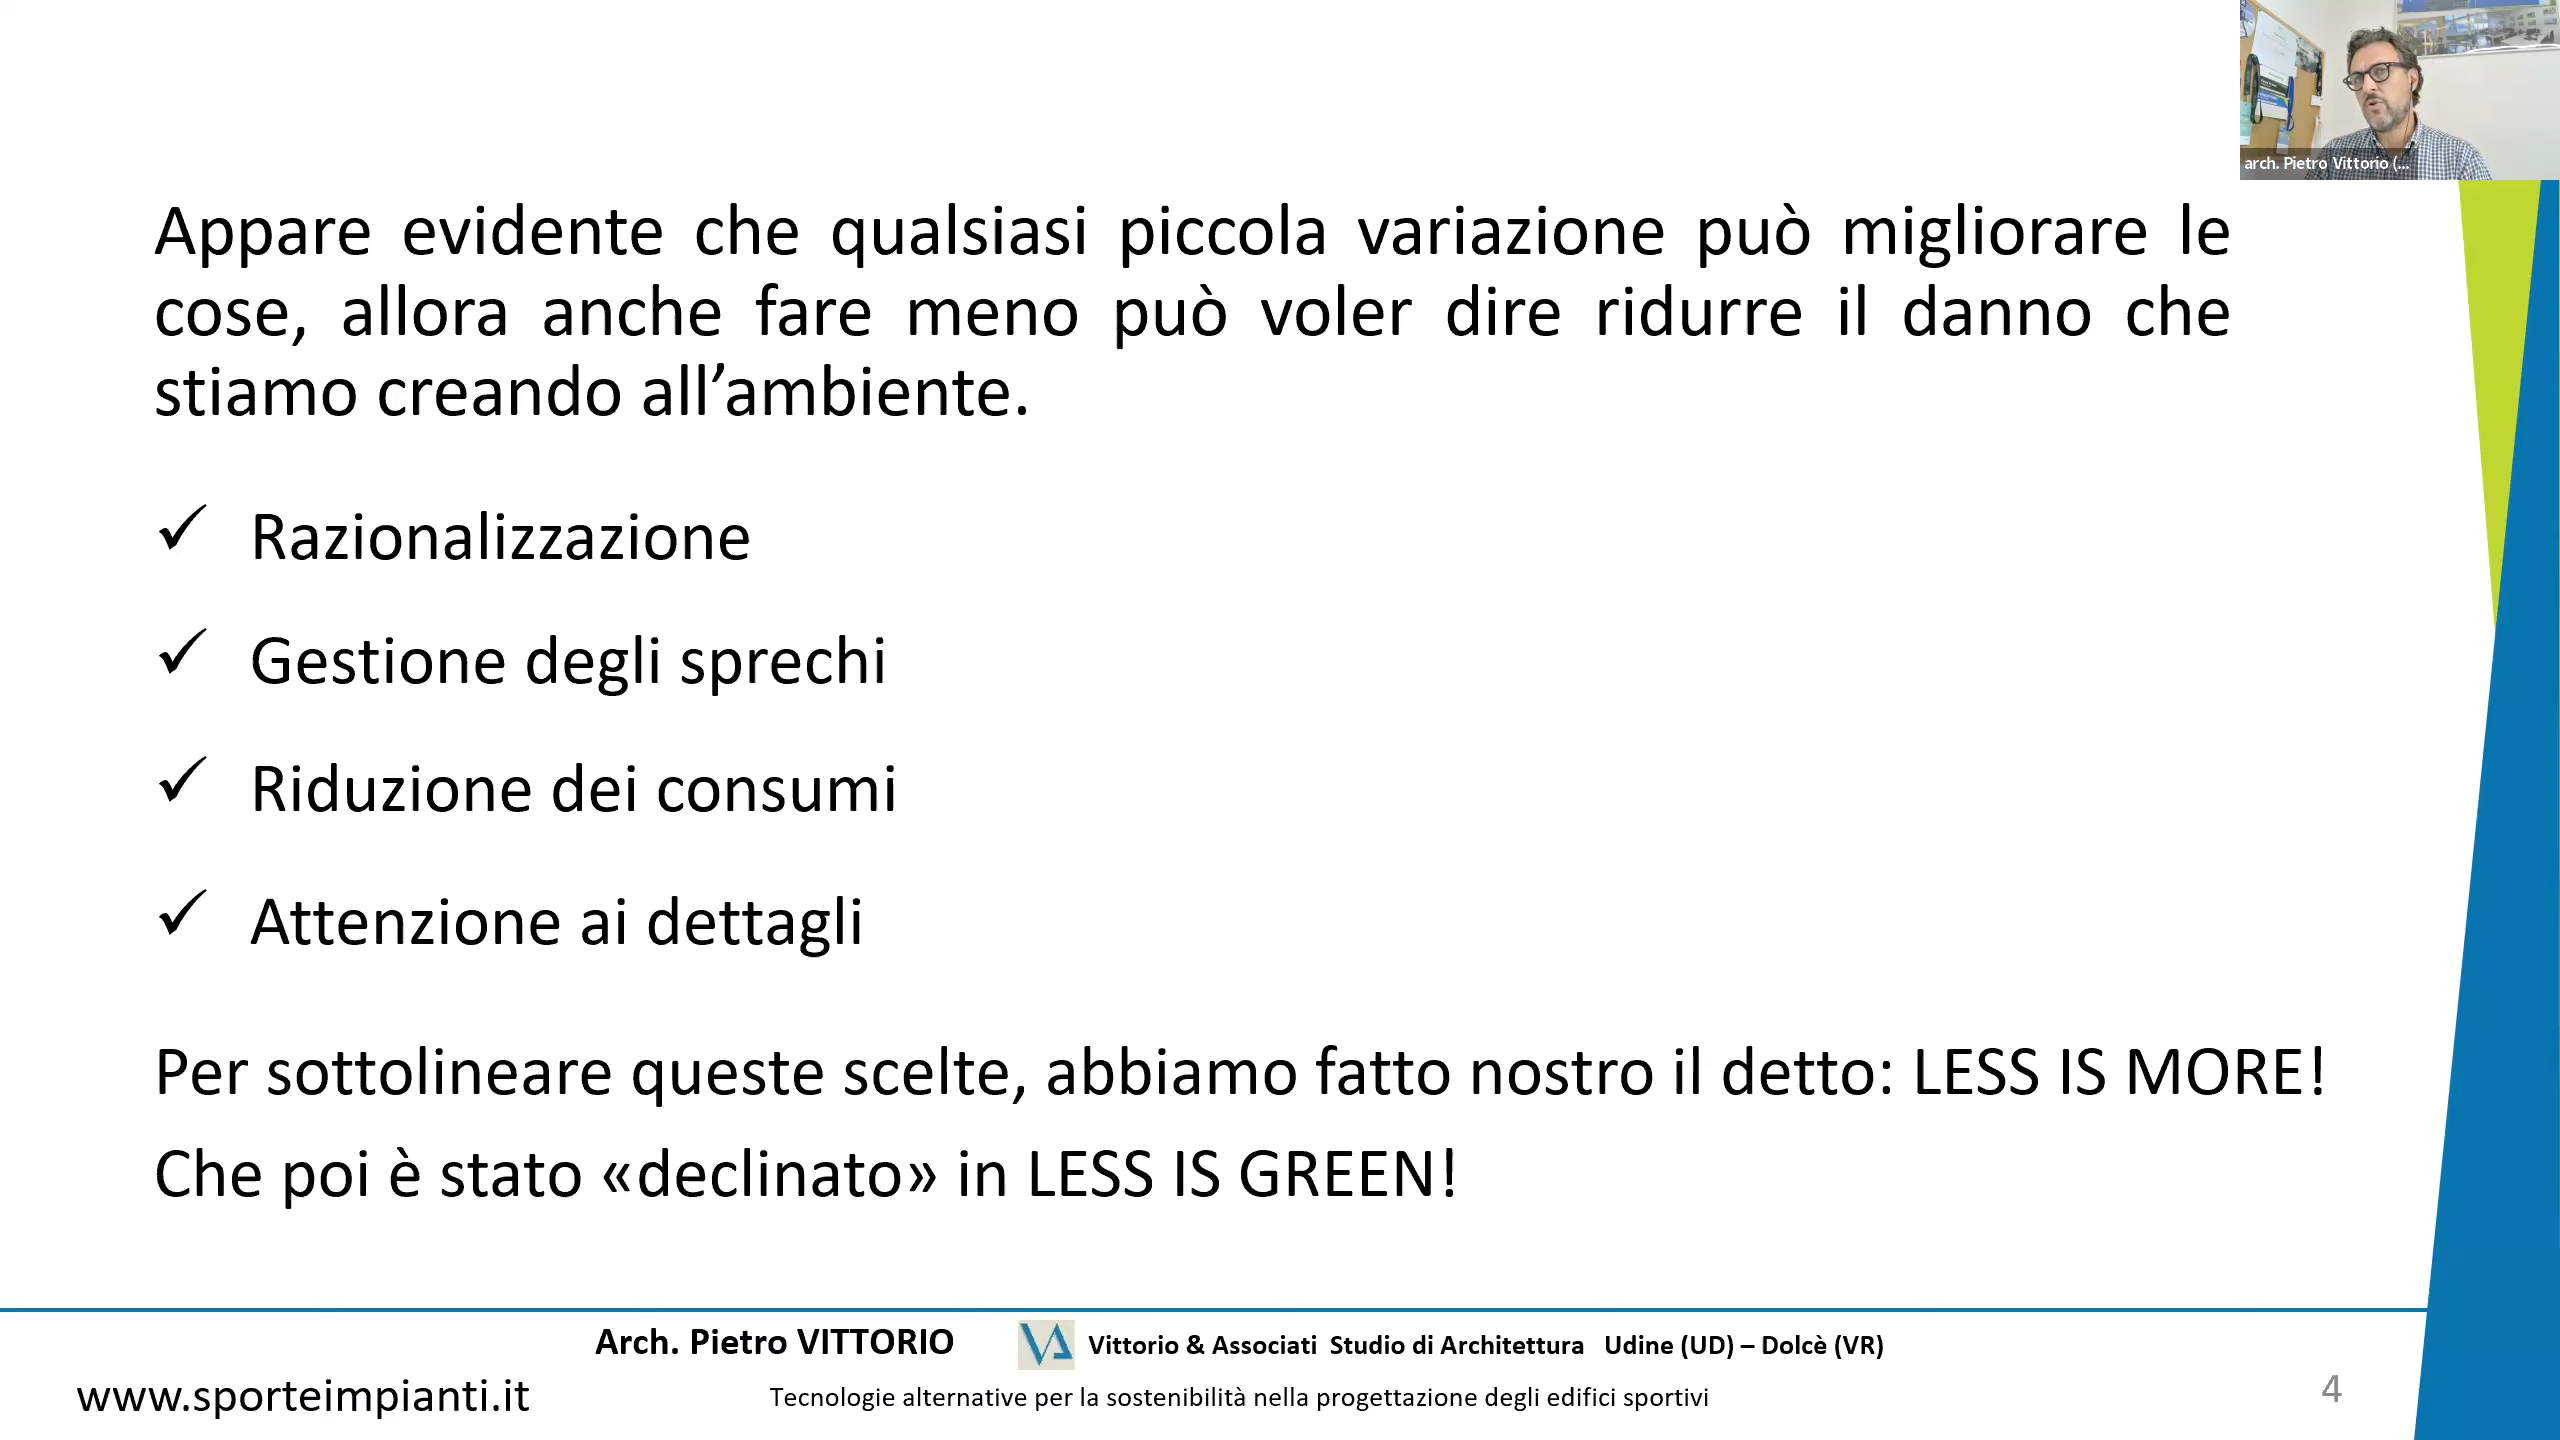 arch. Pietro Vittorio (...
Appare evidente che qualsiasi piccola variazione può migliorare le
cose, allora anche fare meno può voler dire ridurre il danno che
stiamo creando all’ambiente.
✓ Razionalizzazione
✓ Gestione degli sprechi
✓ Riduzione dei consumi
✓ Attenzione ai dettagli
Per sottolineare queste scelte, abbiamo fatto nostro il detto: LESS IS MORE!
Che poi è stato «declinato» in LESS IS GREEN!
Arch. Pietro VITTORIO VA Vittorio & Associati Studio di Architettura Udine (UD) – Dolcè (VR)
www.sporteimpianti.it Tecnologie alternative per la sostenibilità nella progettazione degli edifici sportivi 4